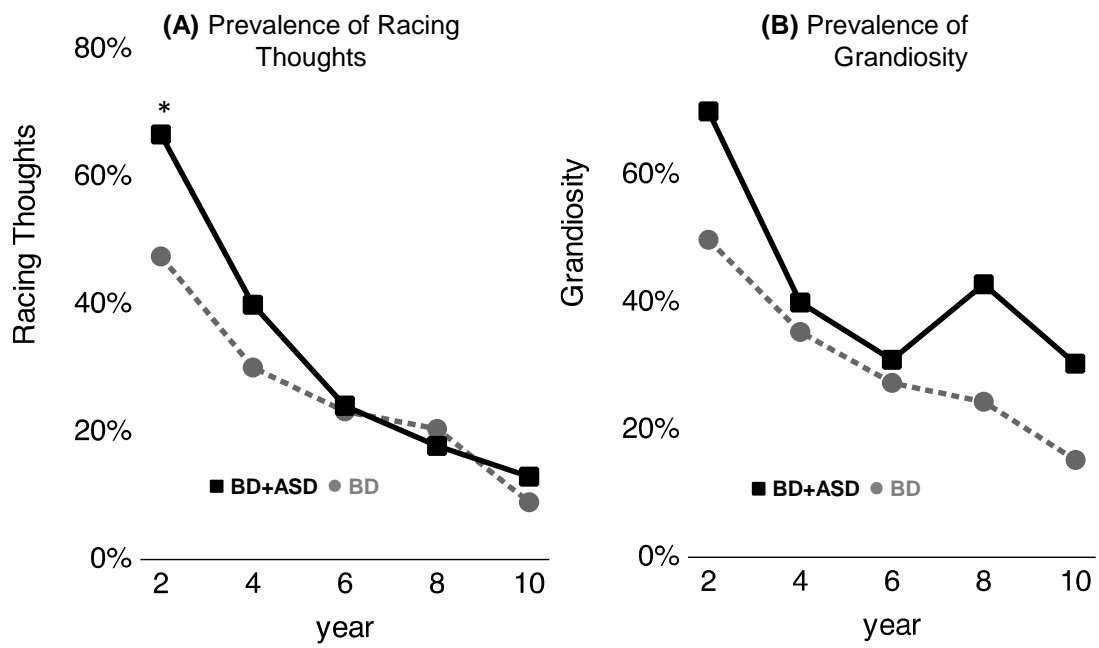 (A) Prevalence of Racing
Thoughts
80%
*
60%
40%
20%
0%
Racing Thoughts
BD+ASD BD
2 4 6 8 10
year
(B) Prevalence of
Grandiosity
60%
40%
20%
0%
Grandiosity
BD+ASD BD
2 4 6 8 10
year